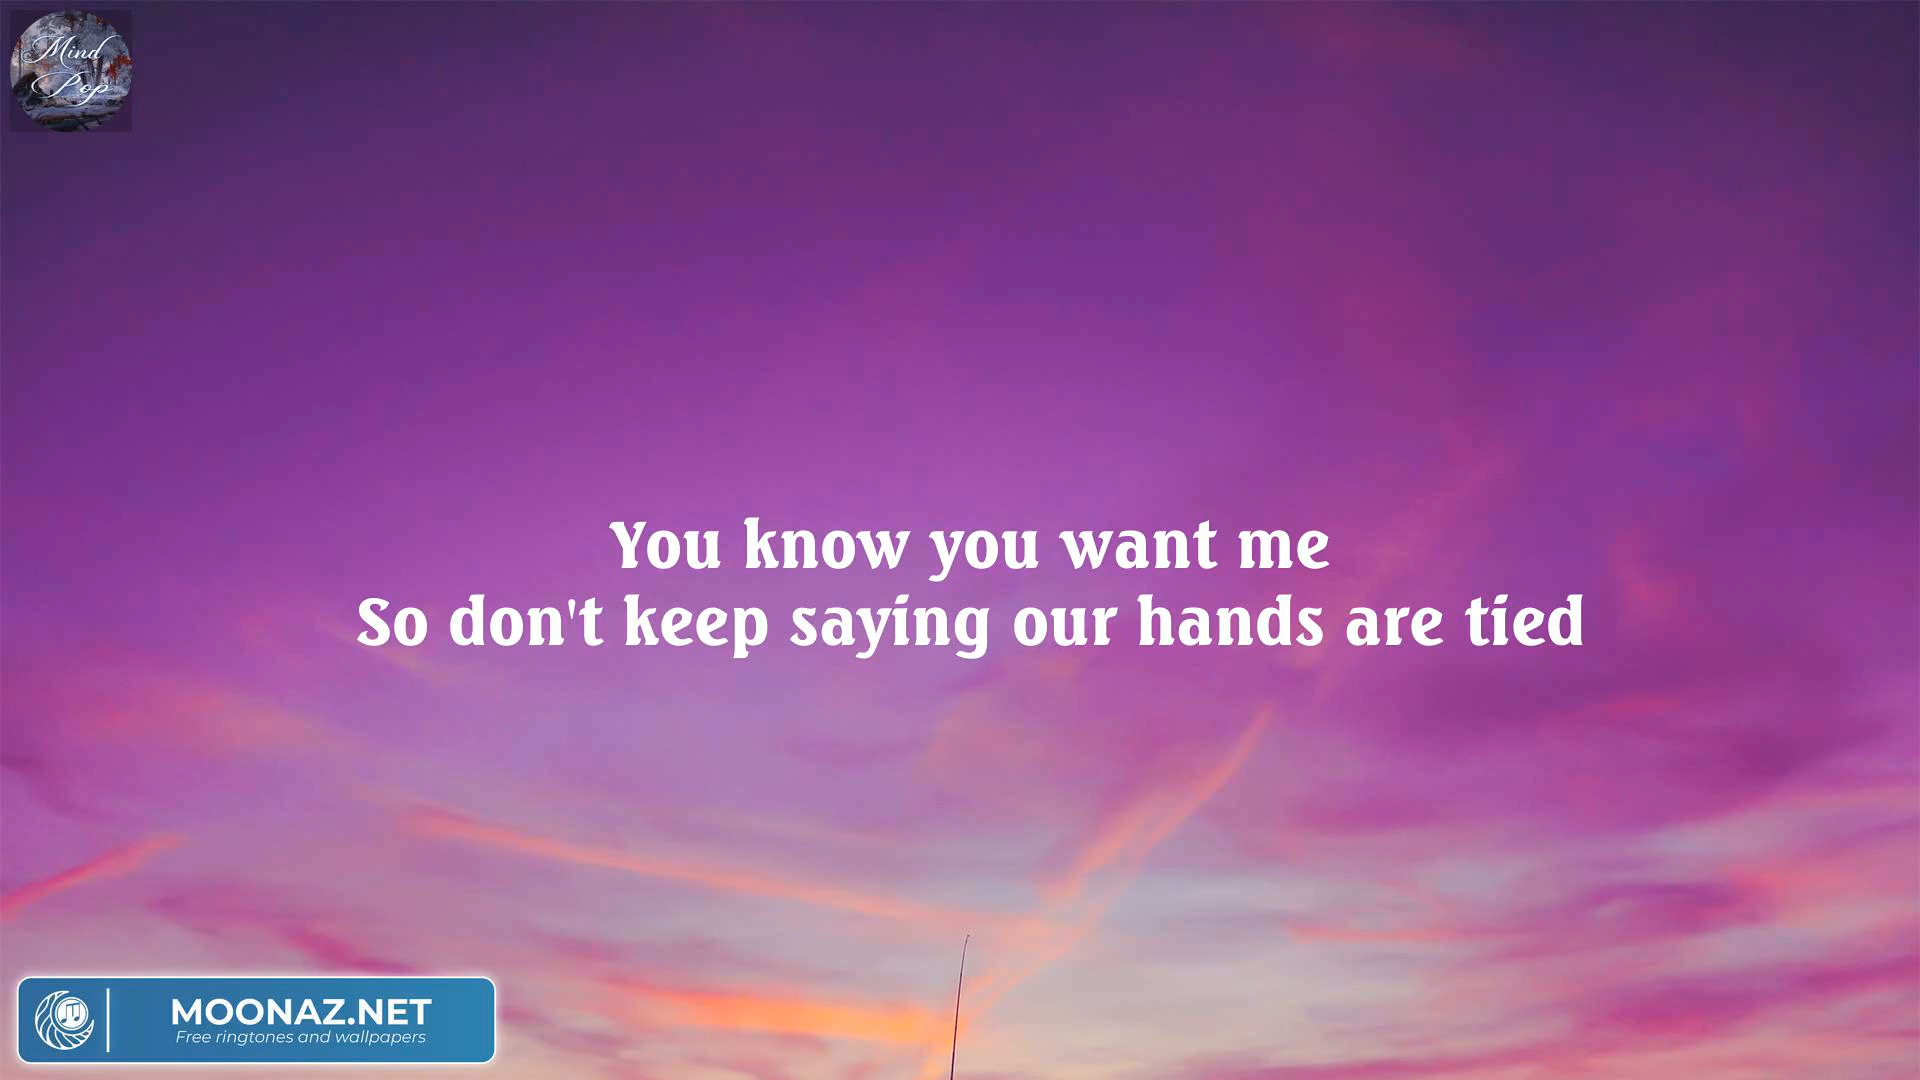 Mind
Pop
You know you want me
So don't keep saying our hands are tied
MOONAZ.NET
Free ringtones and wallpapers